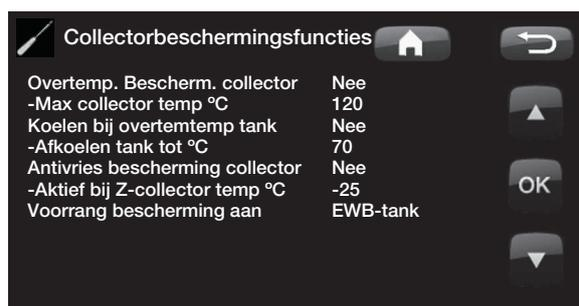 Collectorbeschermingsfuncties
Overtemp. Bescherm. collector Nee
-Max collector temp ºC 120
Koelen bij overtemtemp tank Nee
-Afkoelen tank tot ºC 70
Antivries bescherming collector Nee
-Aktief bij Z-collector temp ºC -25
Voorrang bescherming aan EWB-tank
OK